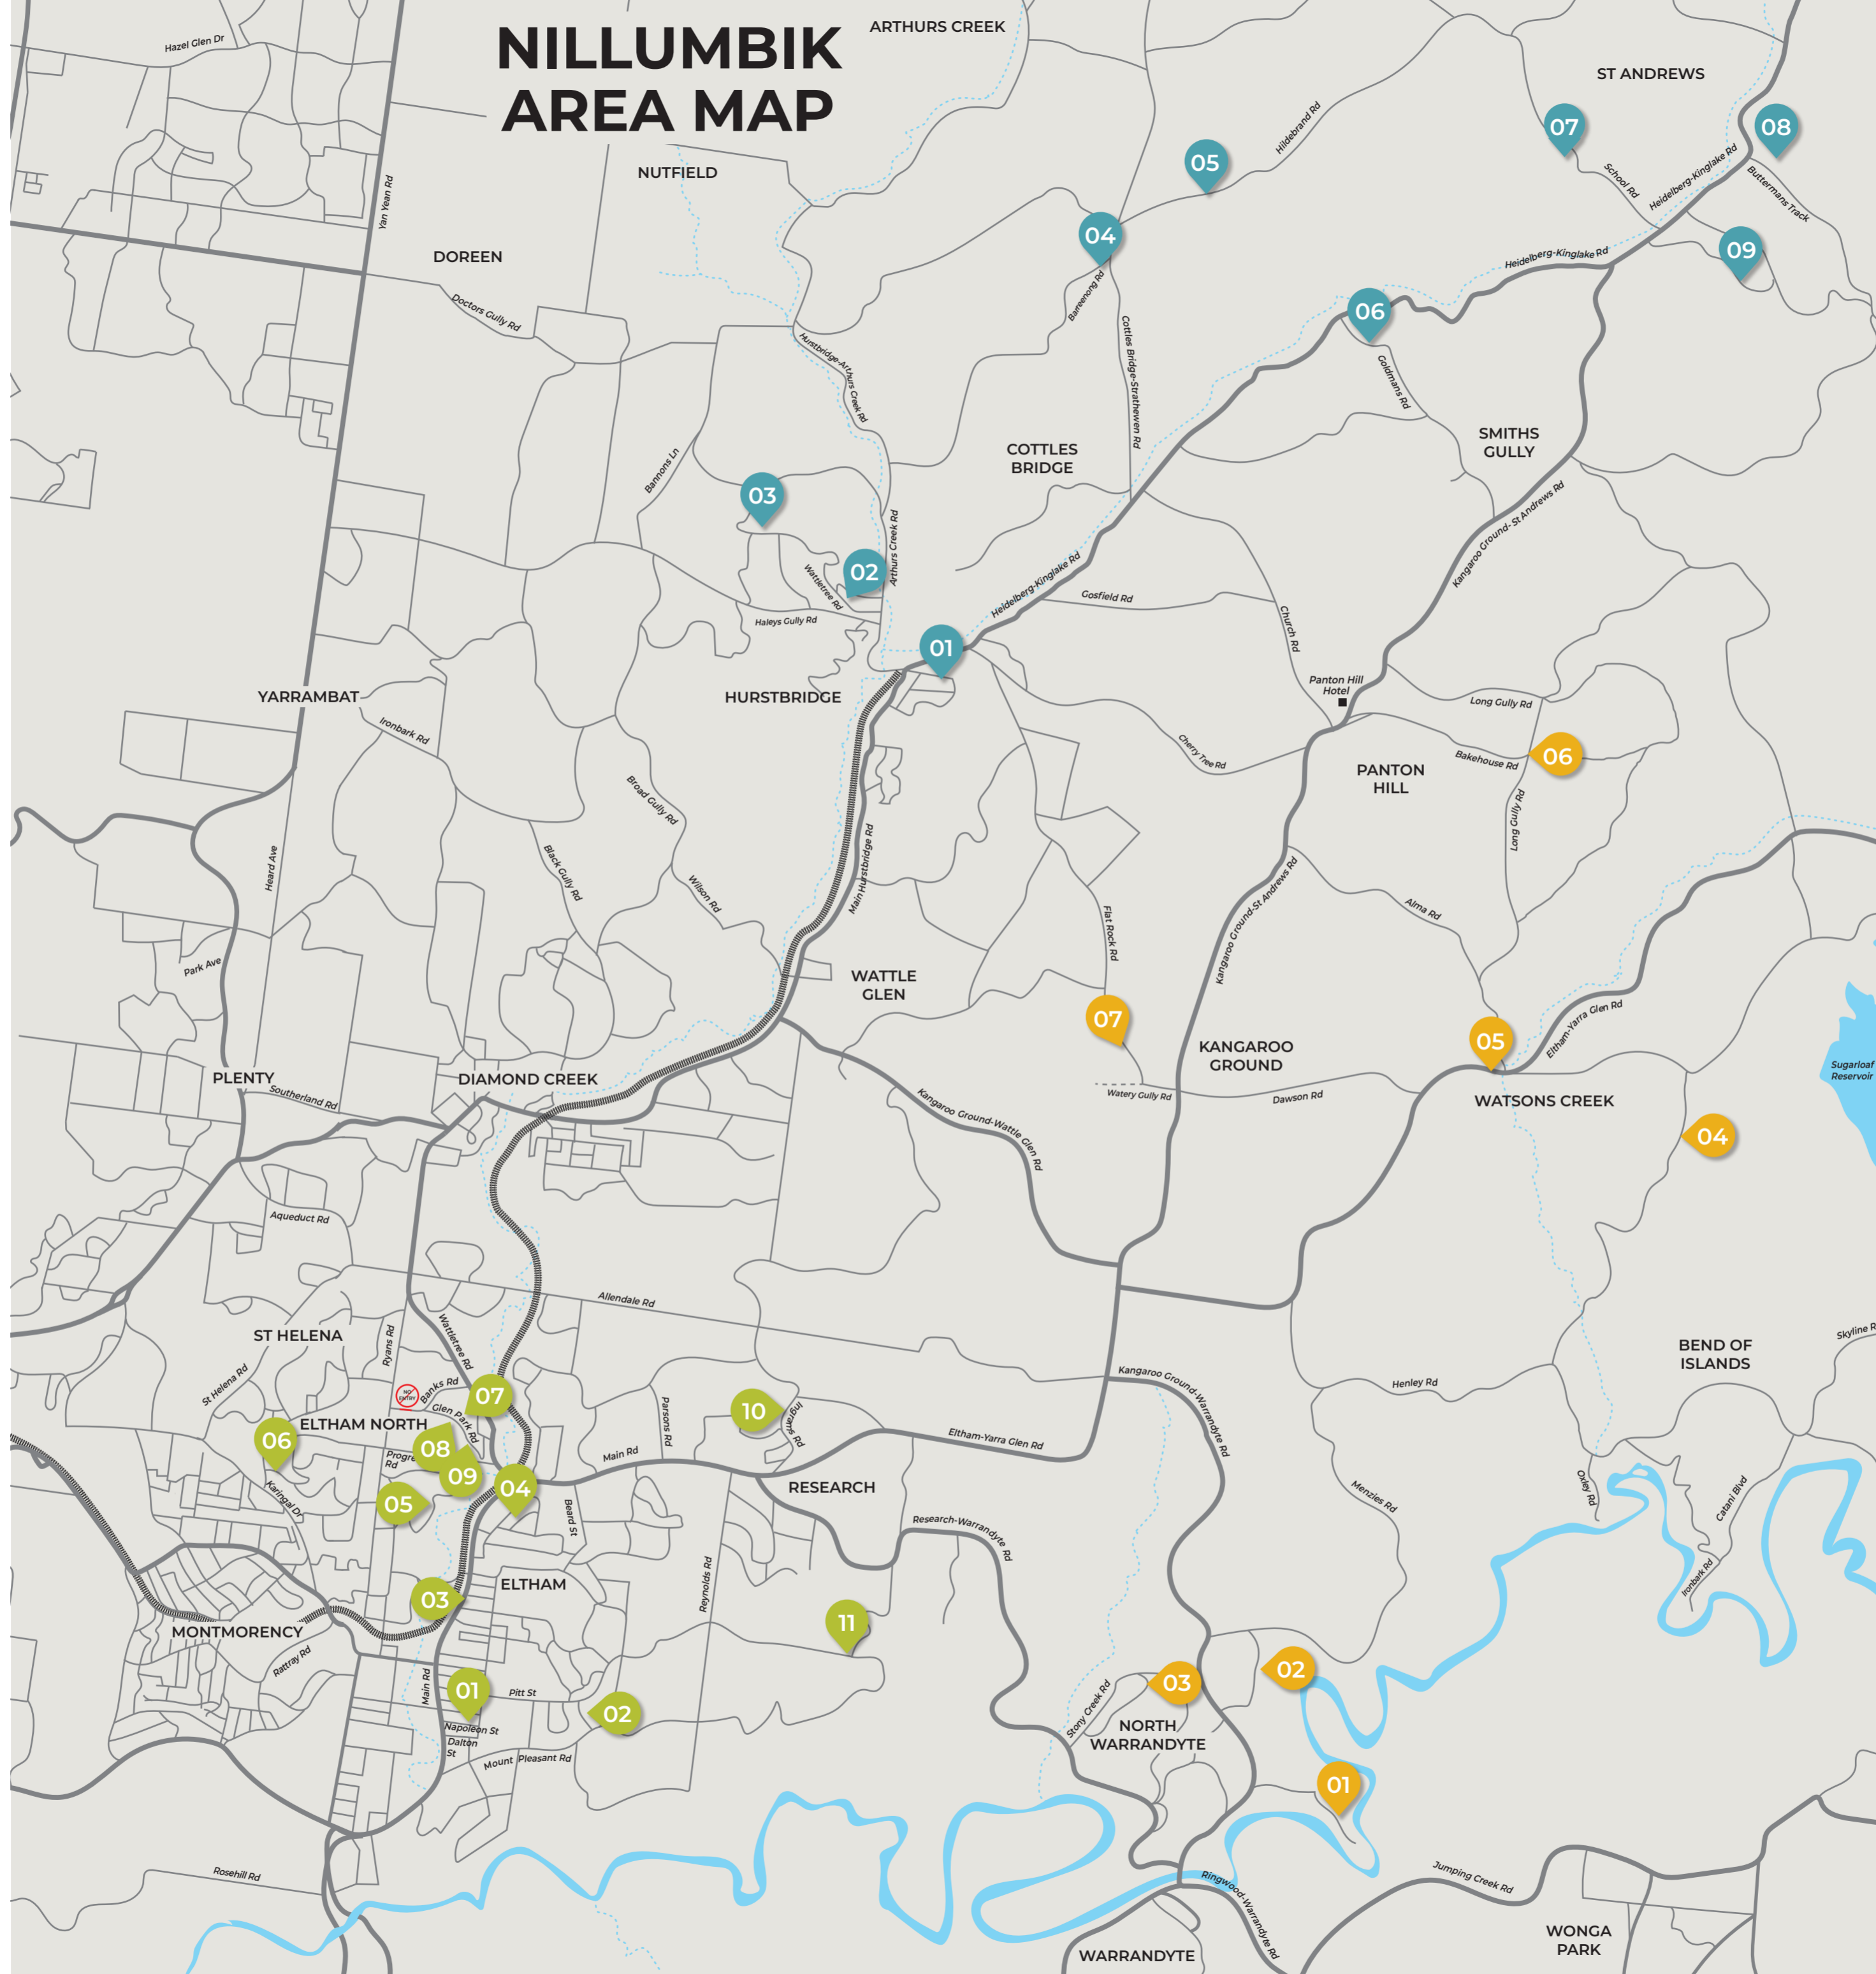 NILLUMBIK
AREA MAP
ARTHURS CREEK
Hazel Glen Dr
ST ANDREWS
07
08
05
Hildebrand Rd
NUTFIELD
Yan Yean Rd
School Rd
Heidelberg-Kinglake Rd
Buttermans Track
04
09
DOREEN
Heidelberg-Kinglake Rd
Barreenong Rd
Doctors Gully Rd
06
Hurstbridge-Arthurs Creek Rd
Cottles Bridge-Strathewen Rd
Goldmans Rd
COTTLES
BRIDGE
SMITHS
GULLY
Bannons Ln
03
Arthurs Creek Rd
Kangaroo Ground- St Andrews Rd
02
Wattletree Rd
Heidelberg-Kinglake Rd
Gosfield Rd
Haleys Gully Rd
Church Rd
01
YARRAMBAT
HURSTBRIDGE
Panton Hill
Hotel
Long Gully Rd
Ironbark Rd
Cherry Tree Rd
Bakehouse Rd
06
PANTON
HILL
Broad Gully Rd
Long Gully Rd
Heard Ave
Black Gully Rd
Main Hurstbridge Rd
Wilson Rd
Kangaroo Ground-St Andrews Rd
Alma Rd
Flat Rock Rd
Park Ave
WATTLE
GLEN
07
Eltham-Yarra Glen Rd
05
KANGAROO
GROUND
Sugarloaf
Reservoir
PLENTY
DIAMOND CREEK
Southerland Rd
Watery Gully Rd
Dawson Rd
WATSONS CREEK
Kangaroo Ground-Wattle Glen Rd
04
Aqueduct Rd
Allendale Rd
ST HELENA
Ryans Rd
Wattletree Rd
BEND OF
ISLANDS
Skyline R
St Helena Rd
NO
ENTRY
Banks Rd
07
Kangaroo Ground-Warrandyte Rd
Henley Rd
Glen Park Rd
Parsons Rd
10
Ingrams Rd
ELTHAM NORTH
06
08
Progre
Rd
Main Rd
Eltham-Yarra Glen Rd
09
04
RESEARCH
Karingal Dr
05
Beard St
Menzies Rd
Oxley Rd
Catani Blvd
Research-Warrandyte Rd
Reynolds Rd
Ironbark Rd
ELTHAM
03
11
MONTMORENCY
Rattray Rd
Main Rd
01
Pitt St
02
03
02
Stony Creek Rd
Napoleon St
Dalton
St
Mount Pleasant Rd
NORTH
WARRANDYTE
01
Rosehill Rd
Ringwood-Warrandyte Rd
Jumping Creek Rd
WONGA
PARK
WARRANDYTE